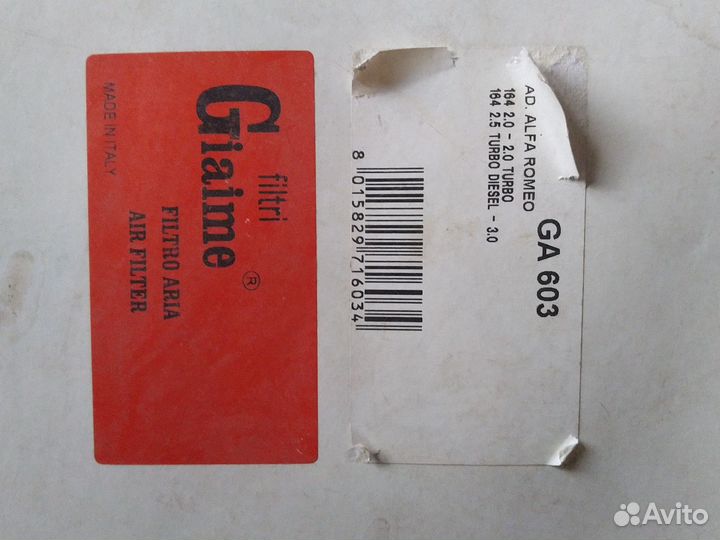 filtri
Giaime ®
FILTRO ARIA
AIR FILTER
MADE IN ITALY
AD. ALFA ROMEO
GA 603
164 2.0 - 2.0 TURBO
164 2.5 TURBO DIESEL - 3.0
8 015829 716034
Avito